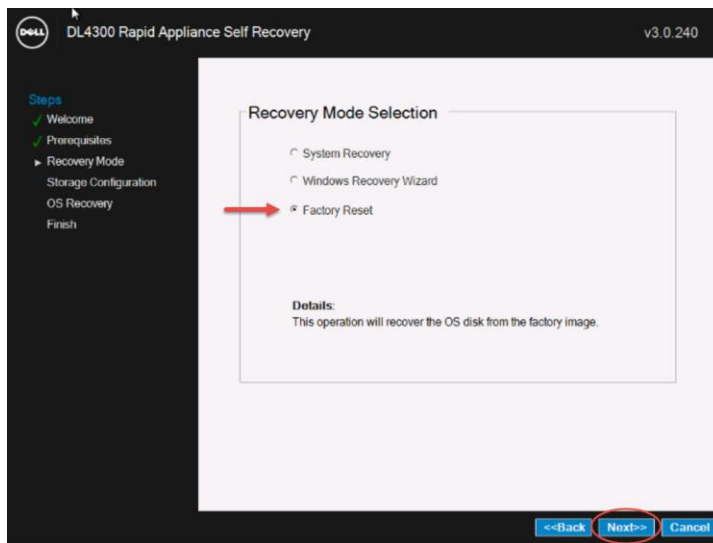 DELL
DL4300 Rapid Appliance Self Recovery
v3.0.240
Steps
Welcome
Prerequisites
Recovery Mode
Storage Configuration
OS Recovery
Finish
Recovery Mode Selection
System Recovery
Windows Recovery Wizard
Factory Reset
Details:
This operation will recover the OS disk from the factory image.
<<Back
Next>>
Cancel